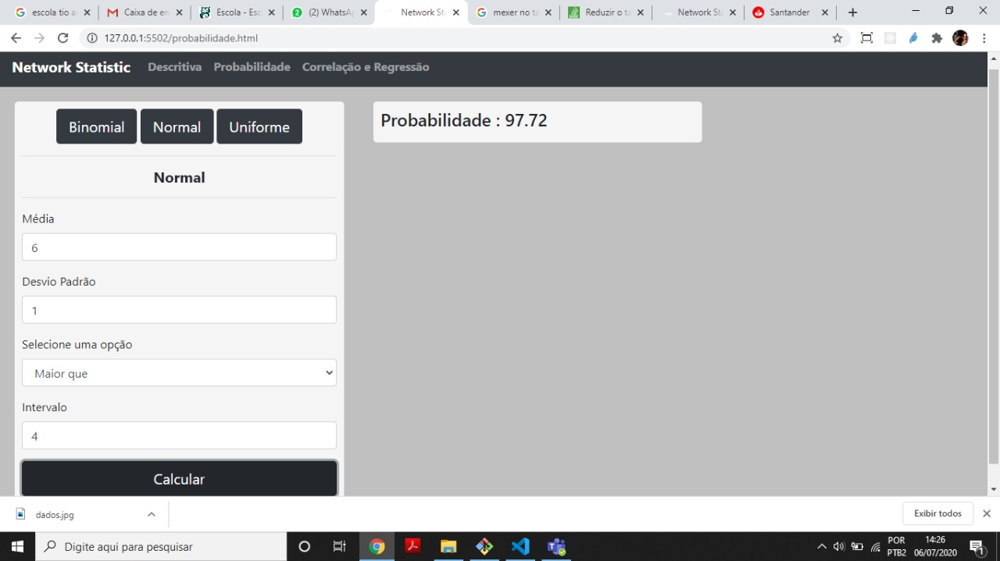 escola tio a
Caixa de en
Escola - Esc
(2) WhatsA
Network St
mexer no ta
Reduzir o ta
Network Sta
Santander
127.0.0.1:5502/probabilidade.html
Network Statistic Descritiva Probabilidade Correlação e Regressão
Binomial Normal Uniforme
Probabilidade : 97.72
Normal
Média
6
Desvio Padrão
1
Selecione uma opção
Maior que
Intervalo
4
Calcular
dados.jpg
Exibir todos
Digite aqui para pesquisar
POR
PTB2
14:26
06/07/2020
1